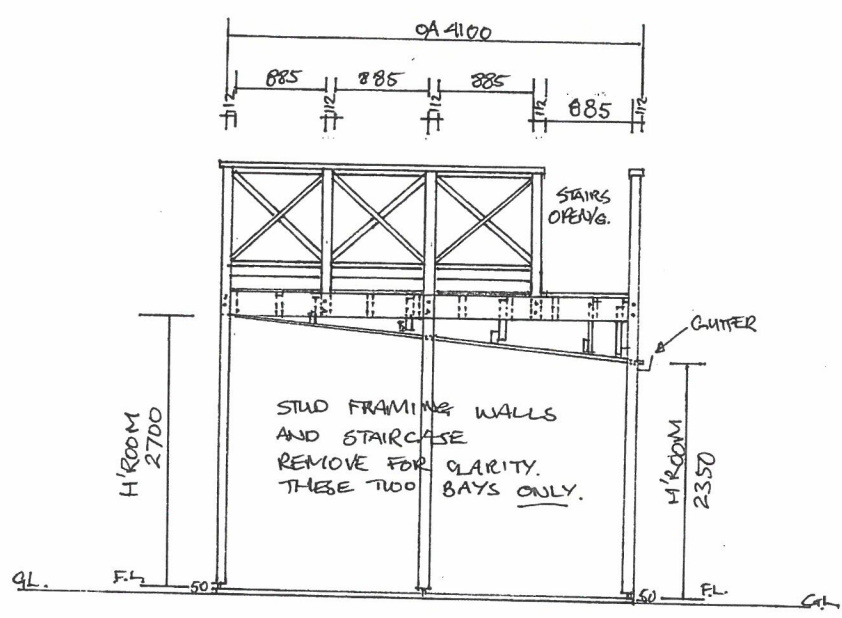 OA 4100
885 885 885
112 112 112 112 885 112
STAIRS
OPEN/G.
GUTTER
STUD FRAMING WALLS
AND STAIRCASE
REMOVE FOR CLARITY.
THESE TWO BAYS ONLY.
H'ROOM
2700
H'ROOM
2350
G.L. F.L. 50 50 F.L. G.L.